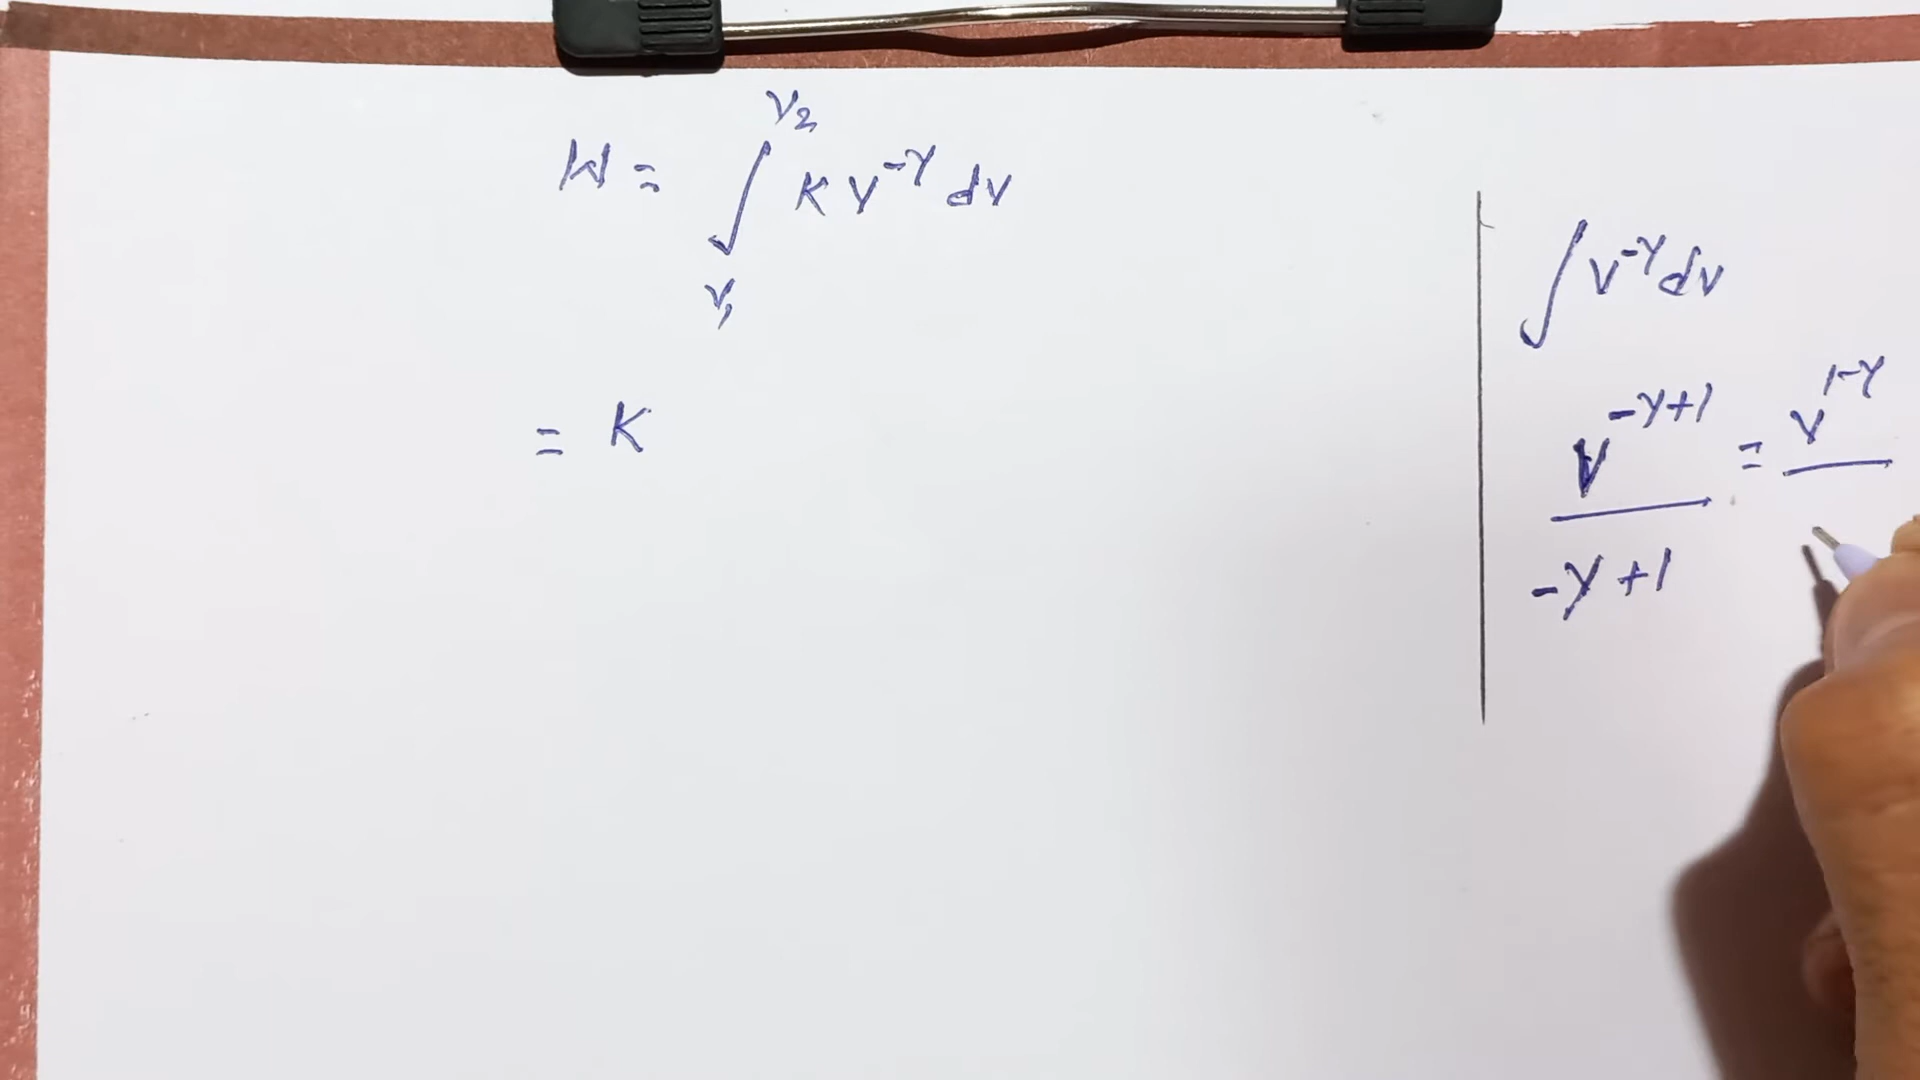 W = ∫_{V₁}^{V₂} K V^{-γ} dV
= K
∫ V^{-γ} dV
V^{-γ+1} / -γ+1 = V^{1-γ} /